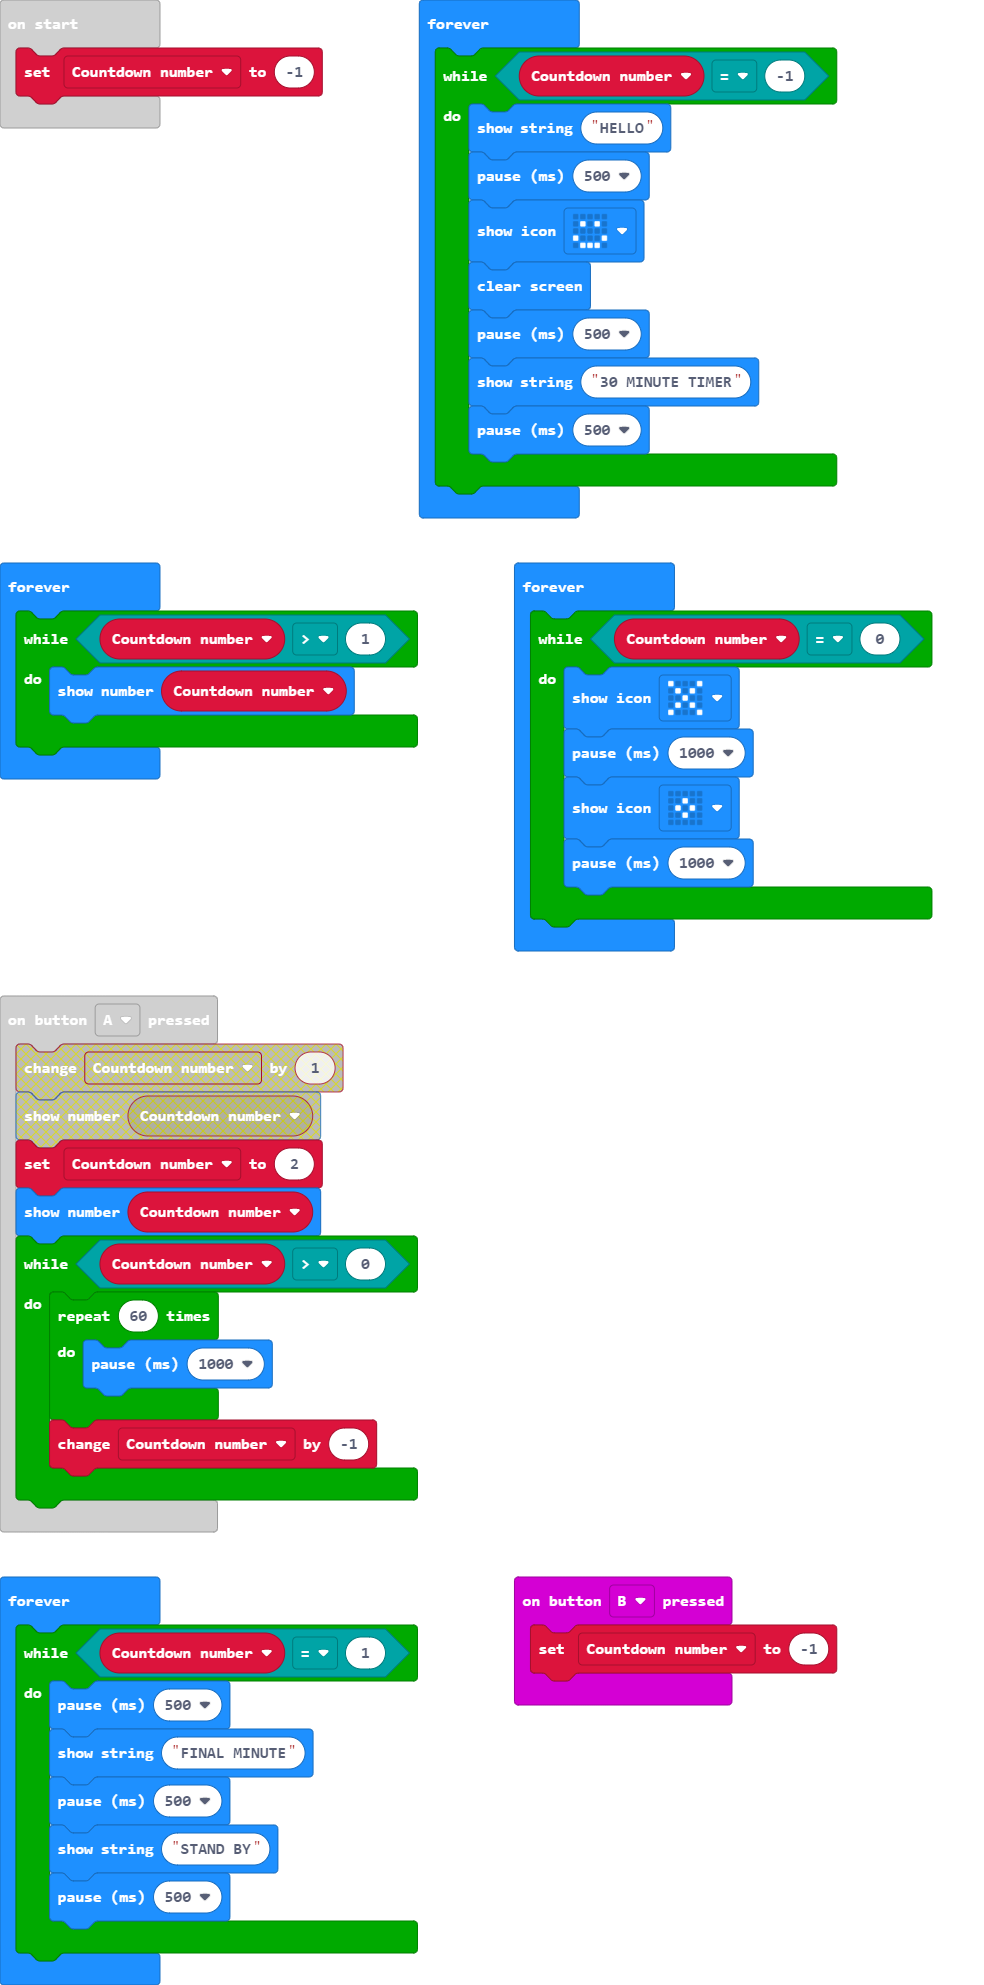 on start
set Countdown number to -1
forever
while Countdown number = -1
do
show string "HELLO"
pause (ms) 500
show icon
clear screen
pause (ms) 500
show string "30 MINUTE TIMER"
pause (ms) 500
forever
while Countdown number > 1
do
show number Countdown number
forever
while Countdown number = 0
do
show icon
pause (ms) 1000
show icon
pause (ms) 1000
on button A pressed
change Countdown number by 1
show number Countdown number
set Countdown number to 2
show number Countdown number
while Countdown number > 0
do
repeat 60 times
do
pause (ms) 1000
change Countdown number by -1
forever
while Countdown number = 1
do
pause (ms) 500
show string "FINAL MINUTE"
pause (ms) 500
show string "STAND BY"
pause (ms) 500
on button B pressed
set Countdown number to -1